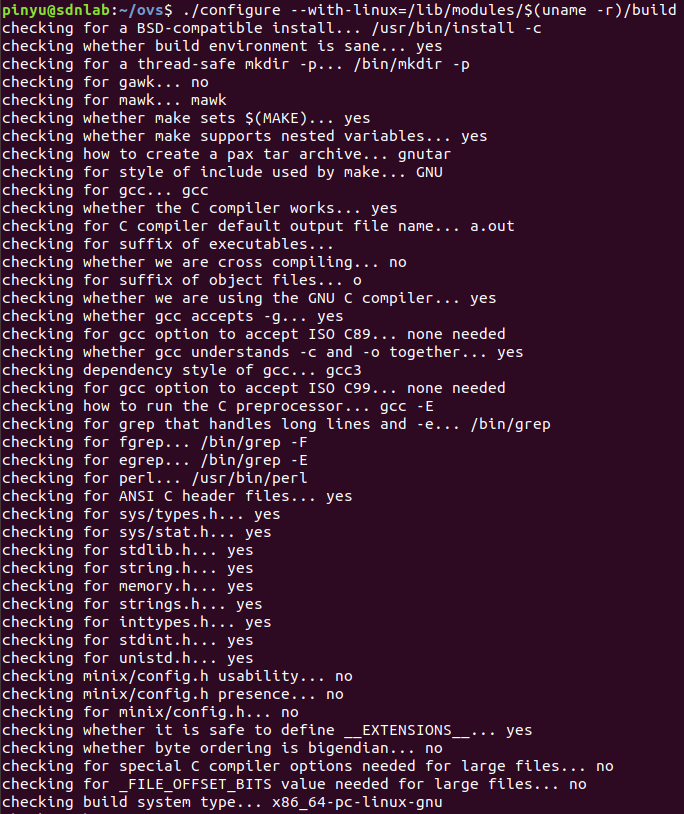 pinyu@sdnlab:~/ovs$ ./configure --with-linux=/lib/modules/$(uname -r)/build
checking for a BSD-compatible install... /usr/bin/install -c
checking whether build environment is sane... yes
checking for a thread-safe mkdir -p... /bin/mkdir -p
checking for gawk... no
checking for mawk... mawk
checking whether make sets $(MAKE)... yes
checking whether make supports nested variables... yes
checking how to create a pax tar archive... gnutar
checking for style of include used by make... GNU
checking for gcc... gcc
checking whether the C compiler works... yes
checking for C compiler default output file name... a.out
checking for suffix of executables...
checking whether we are cross compiling... no
checking for suffix of object files... o
checking whether we are using the GNU C compiler... yes
checking whether gcc accepts -g... yes
checking for gcc option to accept ISO C89... none needed
checking whether gcc understands -c and -o together... yes
checking dependency style of gcc... gcc3
checking for gcc option to accept ISO C99... none needed
checking how to run the C preprocessor... gcc -E
checking for grep that handles long lines and -e... /bin/grep
checking for fgrep... /bin/grep -F
checking for egrep... /bin/grep -E
checking for perl... /usr/bin/perl
checking for ANSI C header files... yes
checking for sys/types.h... yes
checking for sys/stat.h... yes
checking for stdlib.h... yes
checking for string.h... yes
checking for memory.h... yes
checking for strings.h... yes
checking for inttypes.h... yes
checking for stdint.h... yes
checking for unistd.h... yes
checking minix/config.h usability... no
checking minix/config.h presence... no
checking for minix/config.h... no
checking whether it is safe to define __EXTENSIONS__... yes
checking whether byte ordering is bigendian... no
checking for special C compiler options needed for large files... no
checking for _FILE_OFFSET_BITS value needed for large files... no
checking build system type... x86_64-pc-linux-gnu